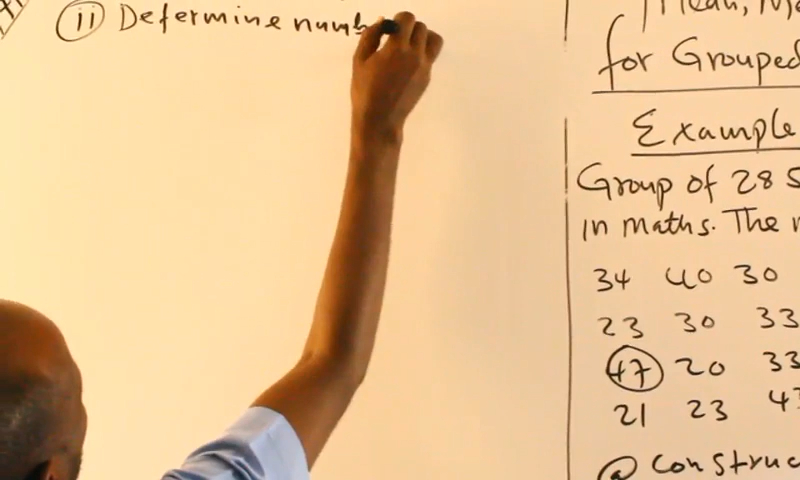 (ii) Determine numb
Mean,
for Grouped
Example
Group of 28
in maths. The
34 40 30
23 30 33
47 20 33
21 23
@ construc